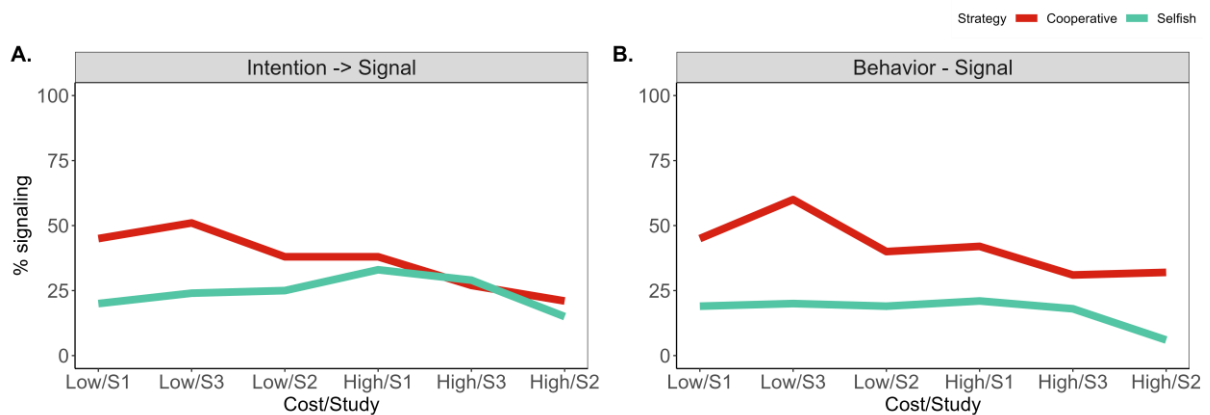 Strategy Cooperative Selfish
A.
Intention -> Signal
% signaling
100
75
50
25
0
Low/S1 Low/S3 Low/S2 High/S1 High/S3 High/S2
Cost/Study
B.
Behavior - Signal
100
75
50
25
0
Low/S1 Low/S3 Low/S2 High/S1 High/S3 High/S2
Cost/Study